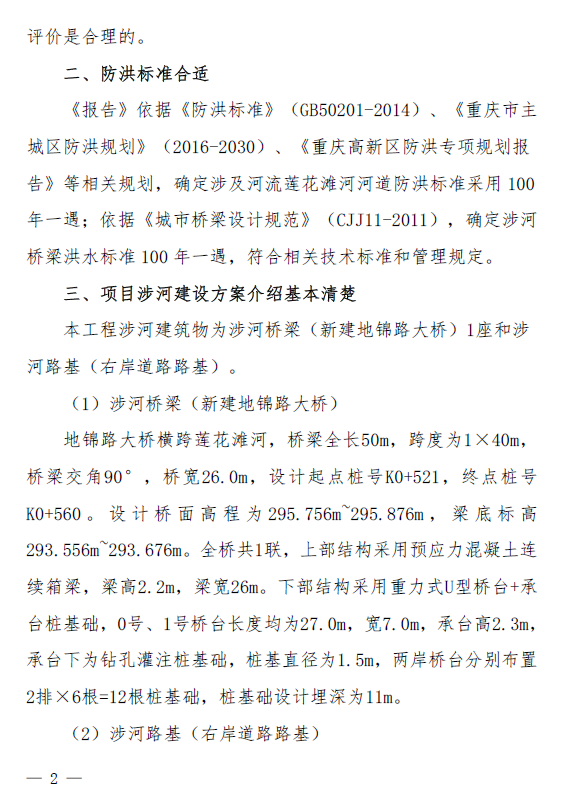 评价是合理的。
二、防洪标准合适
《报告》依据《防洪标准》（GB50201-2014）、《重庆市主
城区防洪规划》（2016-2030）、《重庆高新区防洪专项规划报
告》等相关规划，确定涉及河流莲花滩河河道防洪标准采用 100
年一遇；依据《城市桥梁设计规范》（CJJ11-2011），确定涉河
桥梁洪水标准 100 年一遇，符合相关技术标准和管理规定。
三、项目涉河建设方案介绍基本清楚
本工程涉河建筑物为涉河桥梁（新建地锦路大桥）1座和涉
河路基（右岸道路路基）。
（1）涉河桥梁（新建地锦路大桥）
地锦路大桥横跨莲花滩河，桥梁全长50m，跨度为1×40m，
桥梁交角90°，桥宽26.0m，设计起点桩号K0+521，终点桩号
K0+560。设计桥面高程为295.756m~295.876m，梁底标高
293.556m~293.676m。全桥共1联，上部结构采用预应力混凝土连
续箱梁，梁高2.2m，梁宽26m。下部结构采用重力式U型桥台+承
台桩基础，0号、1号桥台长度均为27.0m，宽7.0m，承台高2.3m，
承台下为钻孔灌注桩基础，桩基直径为1.5m，两岸桥台分别布置
2排×6根=12根桩基础，桩基础设计埋深为11m。
（2）涉河路基（右岸道路路基）
— 2 —